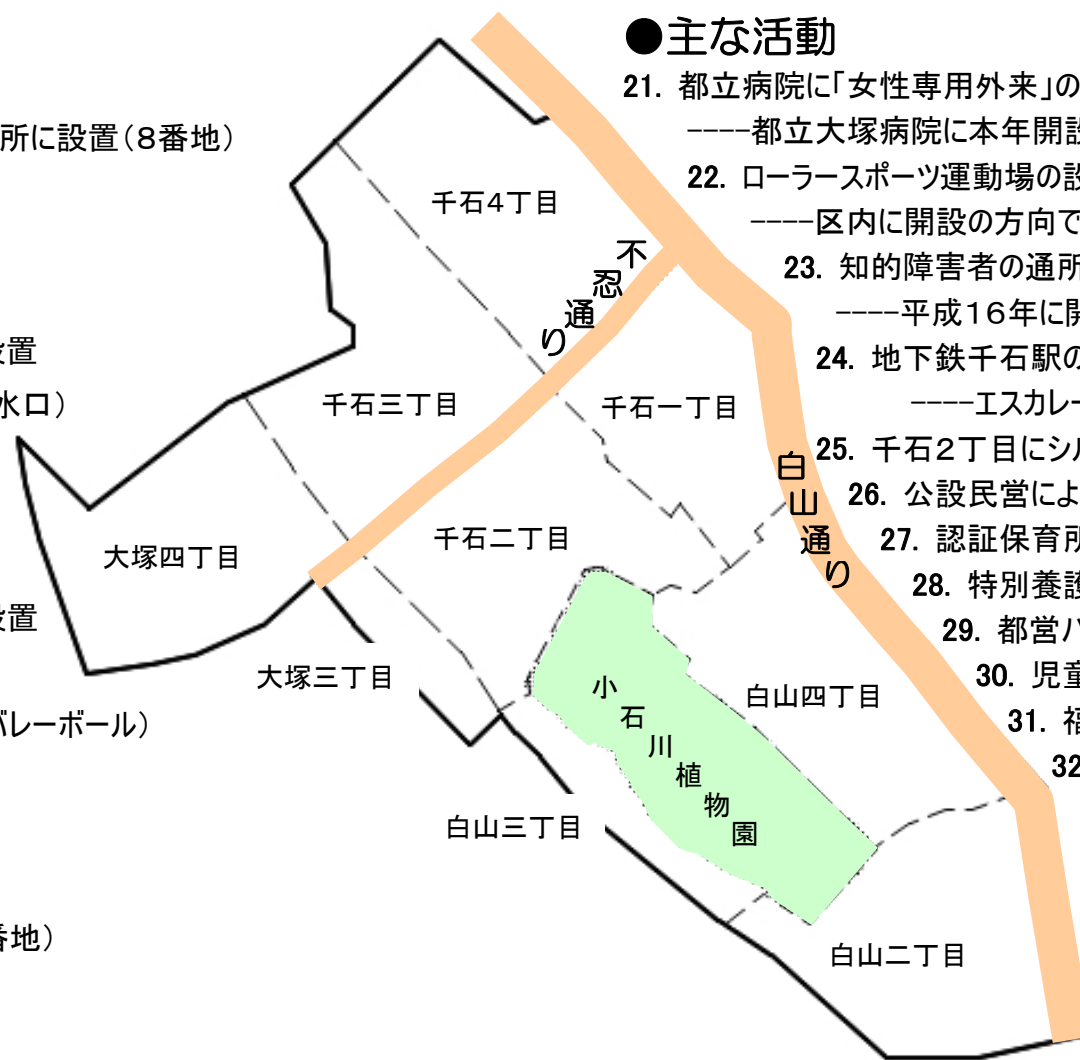 ●主な活動
21. 都立病院に「女性専用外来」の
----都立大塚病院に本年開設
22. ローラースポーツ運動場の設
----区内に開設の方向で
23. 知的障害者の通所
----平成16年に開
24. 地下鉄千石駅の
----エスカレー
25. 千石2丁目にシル
26. 公設民営によ
27. 認証保育所
28. 特別養護
29. 都営バ
30. 児童
31. 福
32
所に設置(8番地)
設置
水口)
設置
バレーボール)
番地)
千石4丁目
不忍通り
千石三丁目
千石一丁目
白山通り
千石二丁目
大塚四丁目
大塚三丁目
小石川植物園
白山四丁目
白山三丁目
白山二丁目